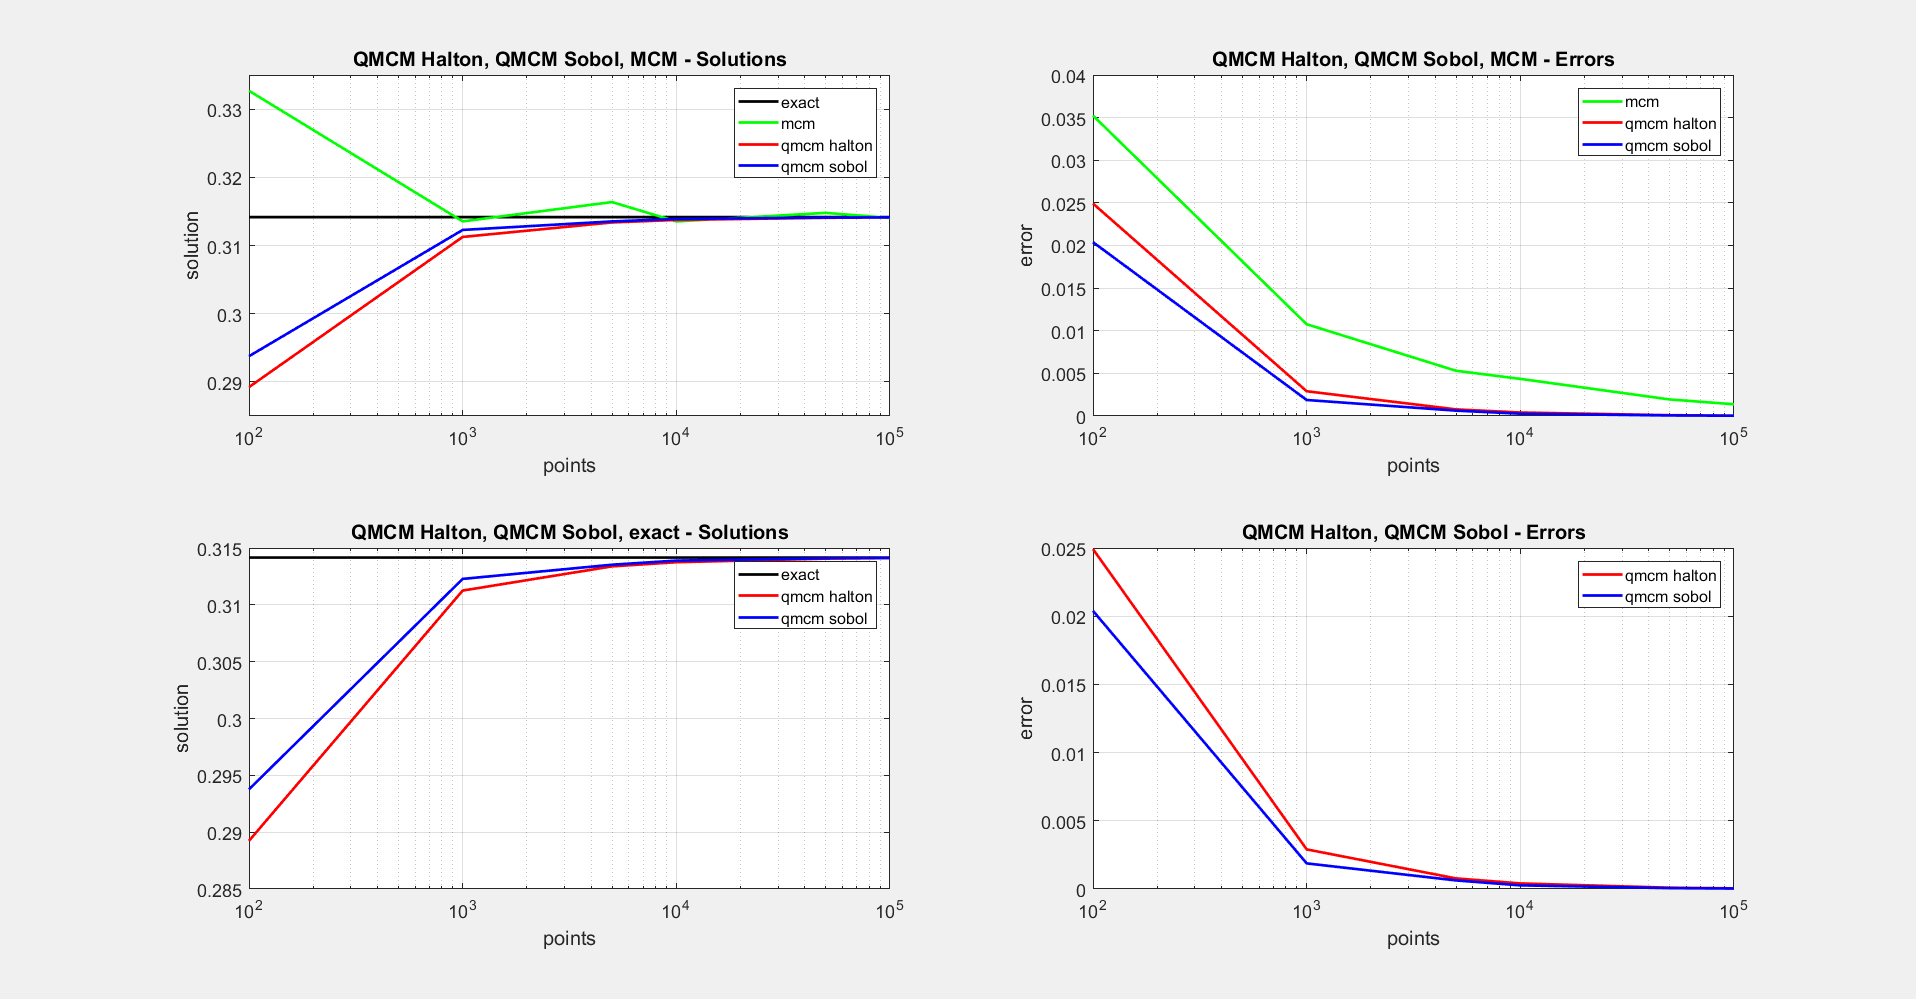 QMCM Halton, QMCM Sobol, MCM - Solutions
0.33
0.32
0.31
0.3
0.29
solution
10^2
10^3
10^4
10^5
points
exact
mcm
qmcm halton
qmcm sobol
QMCM Halton, QMCM Sobol, MCM - Errors
0.04
0.035
0.03
0.025
0.02
0.015
0.01
0.005
0
error
10^2
10^3
10^4
10^5
points
mcm
qmcm halton
qmcm sobol
QMCM Halton, QMCM Sobol, exact - Solutions
0.315
0.31
0.305
0.3
0.295
0.29
0.285
solution
10^2
10^3
10^4
10^5
points
exact
qmcm halton
qmcm sobol
QMCM Halton, QMCM Sobol - Errors
0.025
0.02
0.015
0.01
0.005
0
error
10^2
10^3
10^4
10^5
points
qmcm halton
qmcm sobol